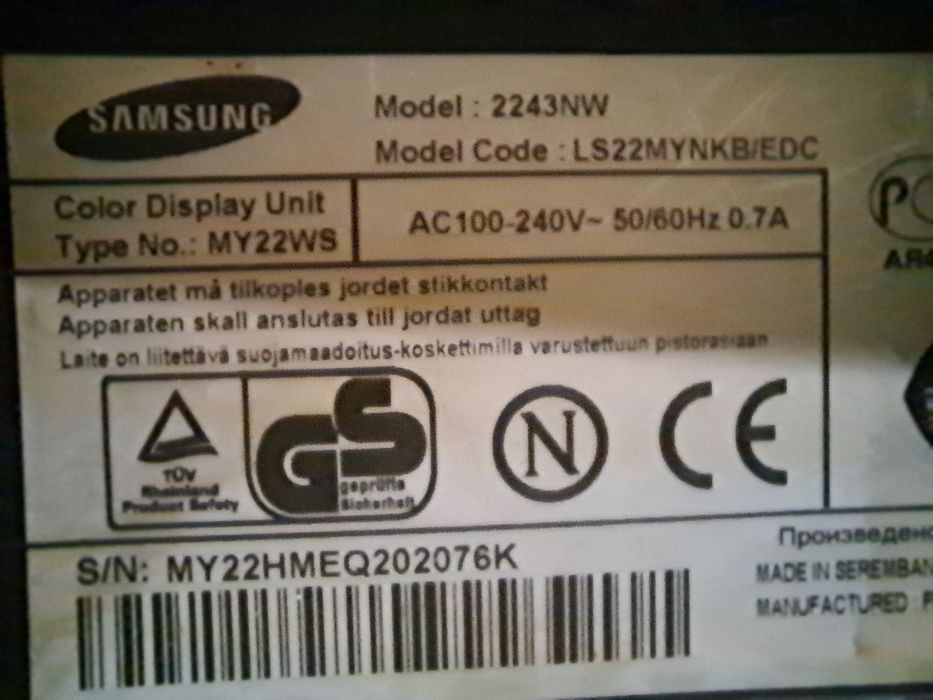 SAMSUNG
Model : 2243NW
Model Code : LS22MYNKB/EDC
Color Display Unit
Type No.: MY22WS
AC100-240V~ 50/60Hz 0.7A
Apparatet må tilkoples jordet stikkontakt
Apparaten skall anslutas till jordat uttag
Laite on liitettävä suojamaadoitus-koskettimilla varustettuun pistorasiaan
TÜV
Rheinland
Product Safety
GS
geprüfte
Sicherheit
N
CE
S/N: MY22HMEQ202076K
Произведено
MADE IN SEREMBAN
MANUFACTURED :